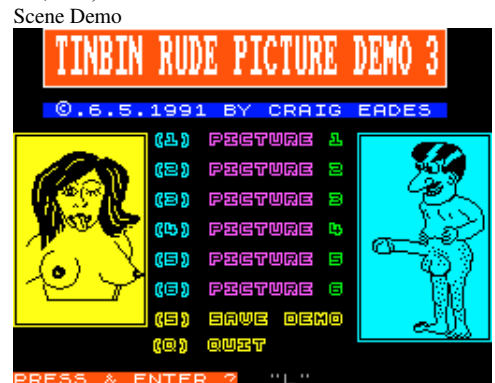 Scene Demo
TINBIN RUDE PICTURE DEMO 3
©.6.5.1991 BY CRAIG EADES
(1) PICTURE 1
(2) PICTURE 2
(3) PICTURE 3
(4) PICTURE 4
(5) PICTURE 5
(6) PICTURE 6
(S) SAVE DEMO
(Q) QUIT
PRESS & ENTER ? "L"